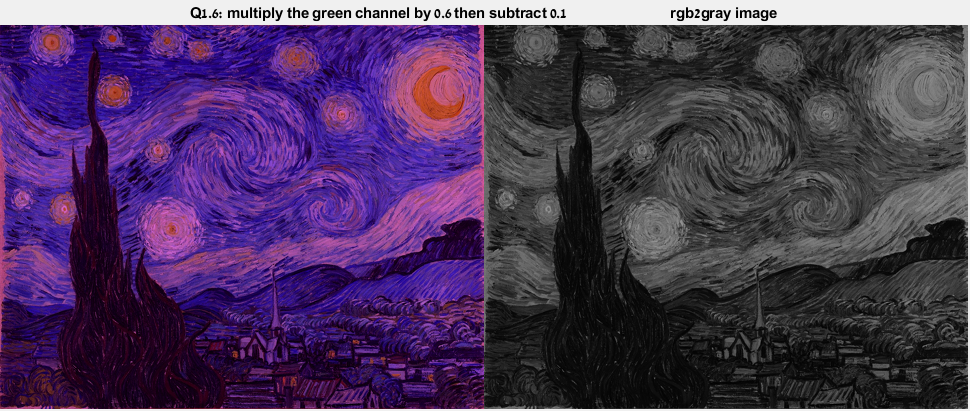 Q1.6: multiply the green channel by 0.6 then subtract 0.1
rgb2gray image